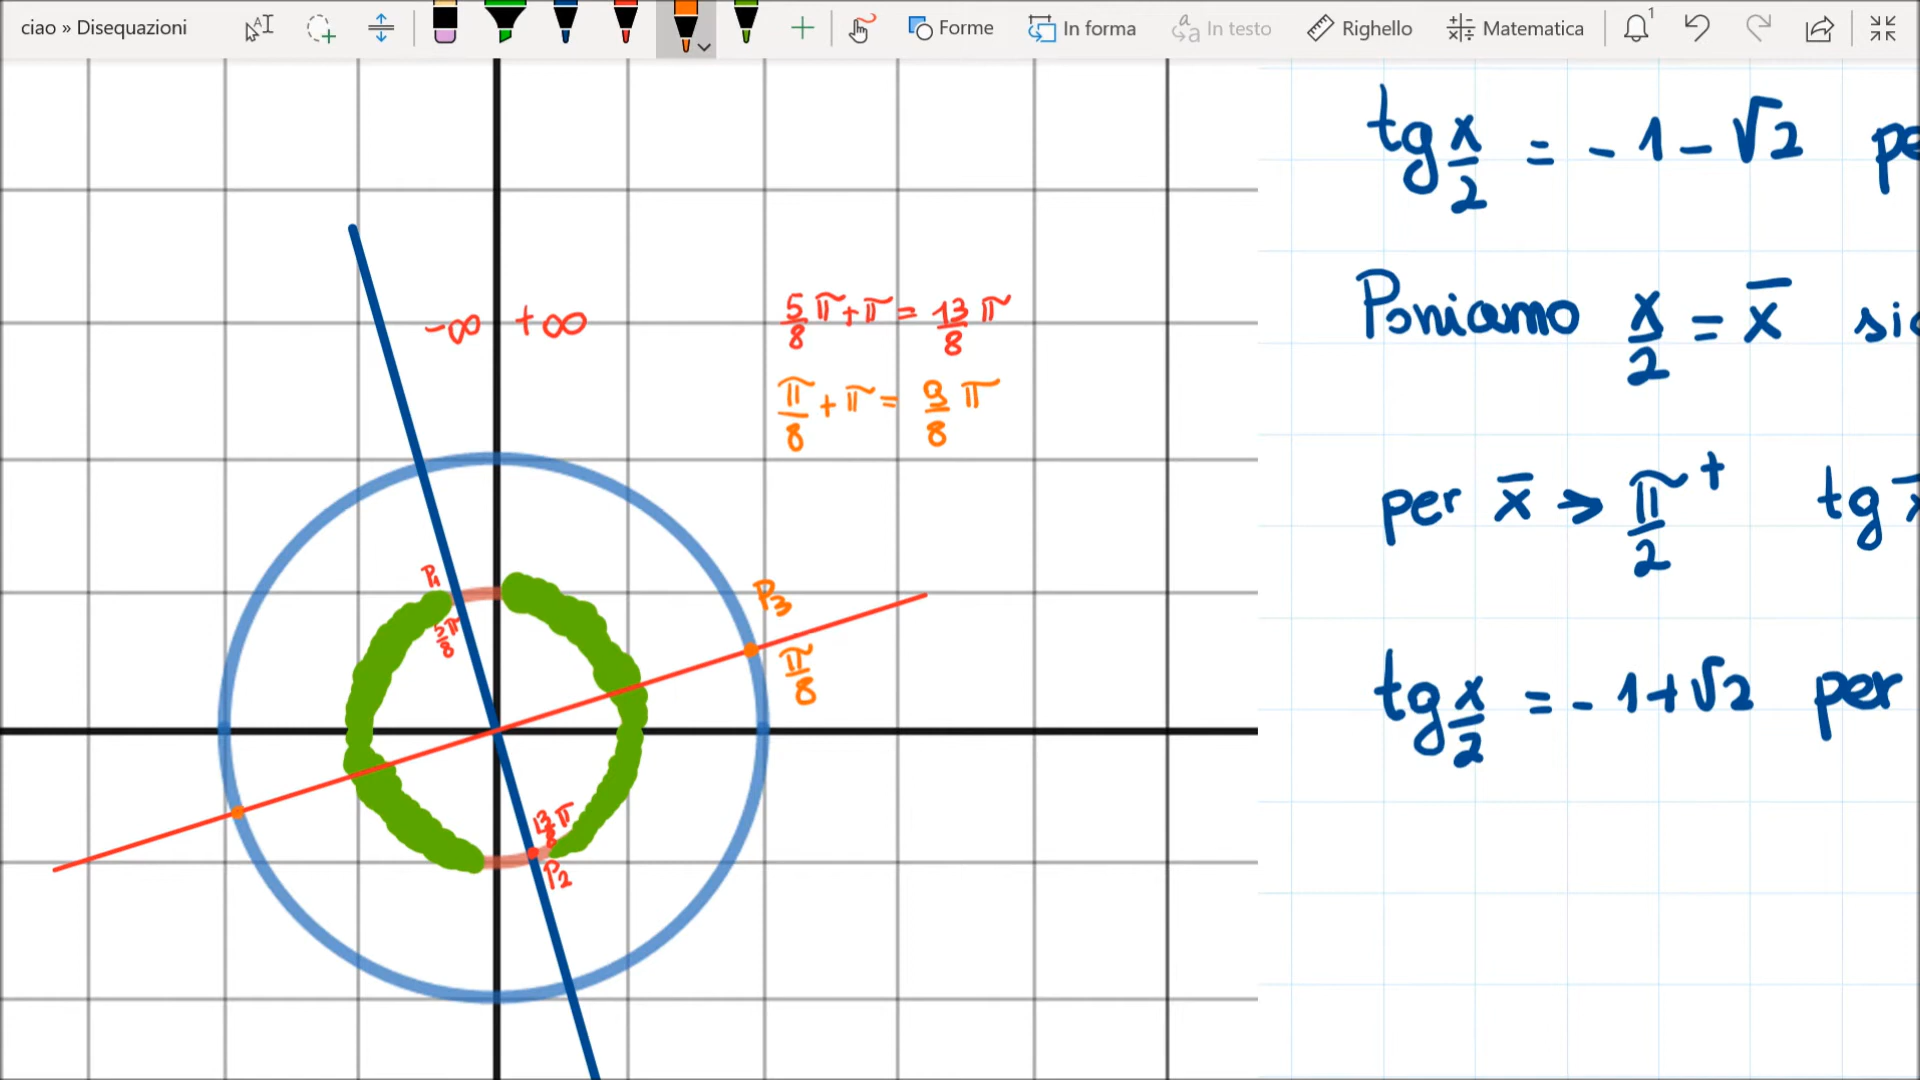 ciao » Disequazioni Forme In forma In testo Righello Matematica 1
-∞ +∞
5/8 π + π = 13/8 π
π/8 + π = 9/8 π
P1
5/8 π
P3
π/8
13/8 π
P2
tg x/2 = -1-√2
Poniamo x/2 = x̄
per x̄ → π/2⁺ tg
tg x/2 = -1+√2 per